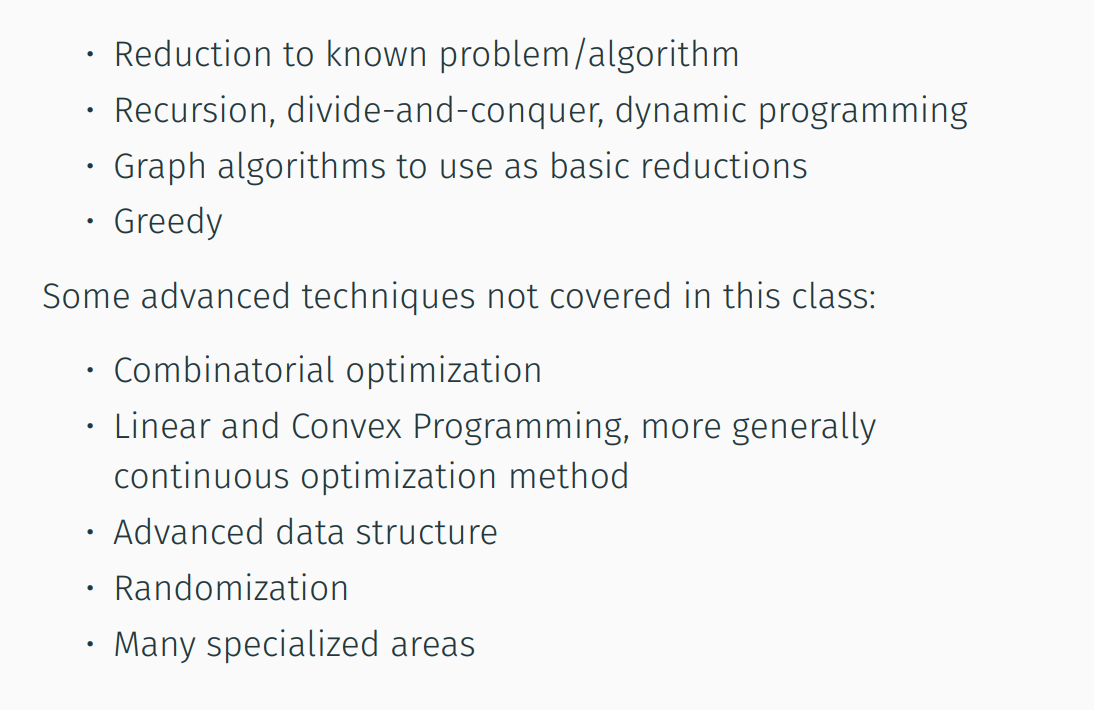 · Reduction to known problem/algorithm
· Recursion, divide-and-conquer, dynamic programming
· Graph algorithms to use as basic reductions
· Greedy
Some advanced techniques not covered in this class:
· Combinatorial optimization
· Linear and Convex Programming, more generally
continuous optimization method
· Advanced data structure
· Randomization
· Many specialized areas